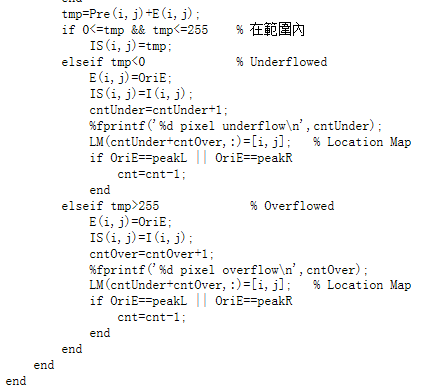 tmp=Pre(i,j)+E(i,j);
if 0<=tmp && tmp<=255 % 在範圍內
IS(i,j)=tmp;
elseif tmp<0 % Underflowed
E(i,j)=OriE;
IS(i,j)=I(i,j);
cntUnder=cntUnder+1;
%fprintf('%d pixel underflow\n',cntUnder);
LM(cntUnder+cntOver,:)=[i,j]; % Location Map
if OriE==peakL || OriE==peakR
cnt=cnt-1;
end
elseif tmp>255 % Overflowed
E(i,j)=OriE;
IS(i,j)=I(i,j);
cntOver=cntOver+1;
%fprintf('%d pixel overflow\n',cntOver);
LM(cntUnder+cntOver,:)=[i,j]; % Location Map
if OriE==peakL || OriE==peakR
cnt=cnt-1;
end
end
end
end